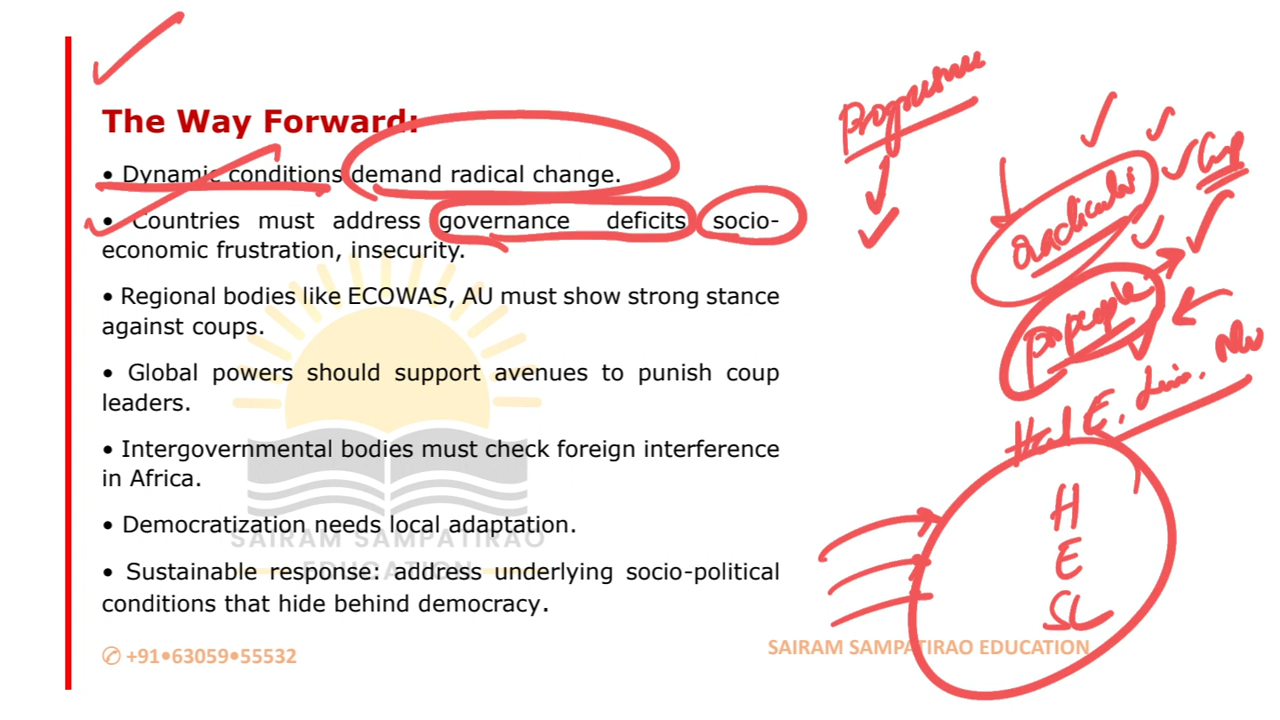 The Way Forward:
• Dynamic conditions demand radical change.
• Countries must address governance deficits socio-
economic frustration, insecurity.
• Regional bodies like ECOWAS, AU must show strong stance
against coups.
• Global powers should support avenues to punish coup
leaders.
• Intergovernmental bodies must check foreign interference
in Africa.
• Democratization needs local adaptation.
• Sustainable response: address underlying socio-political
conditions that hide behind democracy.
SAIRAM SAMPATIRAO
EDUCATION
✆ +91•63059•55532
SAIRAM SAMPATIRAO EDUCATION
H
E
SL